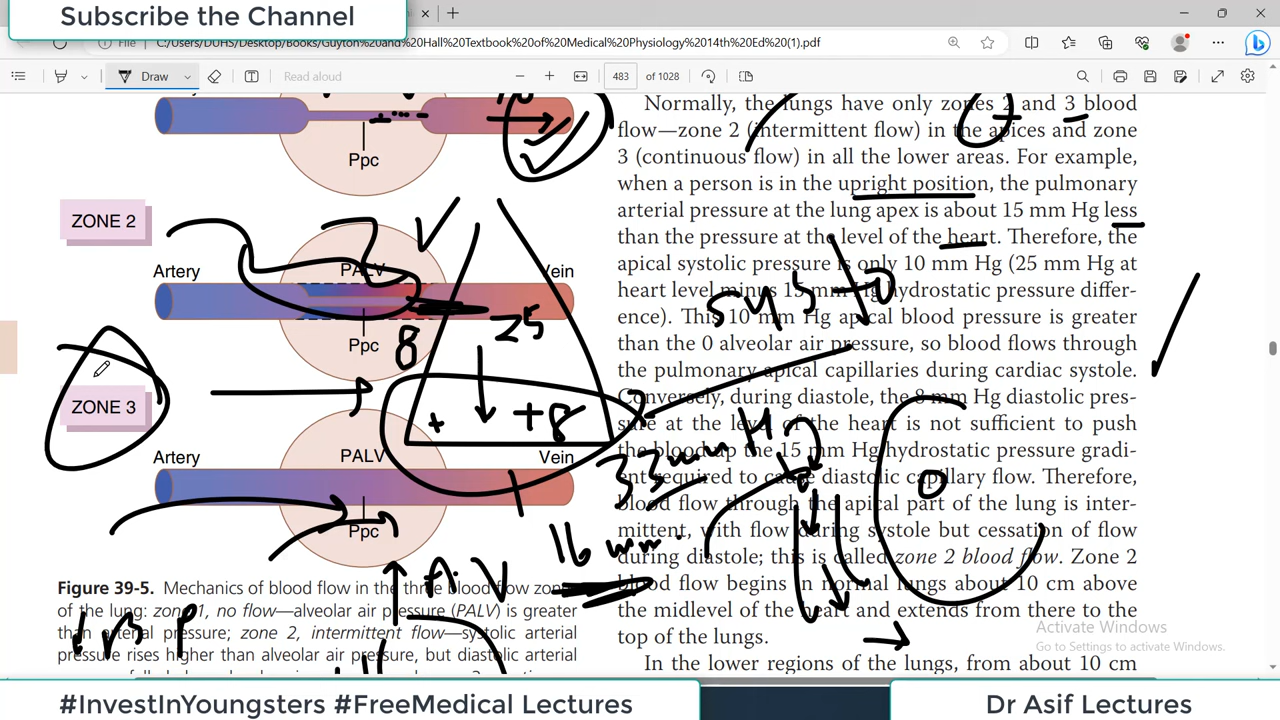 Subscribe the Channel
File
C:/Users/DUHS/Desktop/Books/Guyton%20and%20Hall%20Textbook%20of%20Medical%20Physiology%2014th%20Ed%20(1).pdf
Draw
Read aloud
483 of 1028
Ppc
ZONE 2
Artery
PALV
Vein
Ppc
8
25
ZONE 3
+8
Artery
PALV
Vein
Ppc
33mmHg
16 mm
A.V
0
Figure 39-5. Mechanics of blood flow in the three blood flow zones
of the lung: zone 1, no flow—alveolar air pressure (PALV) is greater
than arterial pressure; zone 2, intermittent flow—systolic arterial
pressure rises higher than alveolar air pressure, but diastolic arterial
Normally, the lungs have only zones 2 and 3 blood
flow—zone 2 (intermittent flow) in the apices and zone
3 (continuous flow) in all the lower areas. For example,
when a person is in the upright position, the pulmonary
arterial pressure at the lung apex is about 15 mm Hg less
than the pressure at the level of the heart. Therefore, the
apical systolic pressure is only 10 mm Hg (25 mm Hg at
heart level minus 15 mm Hg hydrostatic pressure differ-
ence). This 10 mm Hg apical blood pressure is greater
than the 0 alveolar air pressure, so blood flows through
the pulmonary apical capillaries during cardiac systole.
Conversely, during diastole, the 8 mm Hg diastolic pres-
sure at the level of the heart is not sufficient to push
the blood up the 15 mm Hg hydrostatic pressure gradi-
ent required to cause diastolic capillary flow. Therefore,
blood flow through the apical part of the lung is inter-
mittent, with flow during systole but cessation of flow
during diastole; this is called zone 2 blood flow. Zone 2
blood flow begins in normal lungs about 10 cm above
the midlevel of the heart and extends from there to the
top of the lungs.
In the lower regions of the lungs, from about 10 cm
Activate Windows
Go to Settings to activate Windows.
#InvestInYoungsters #FreeMedical Lectures
Dr Asif Lectures